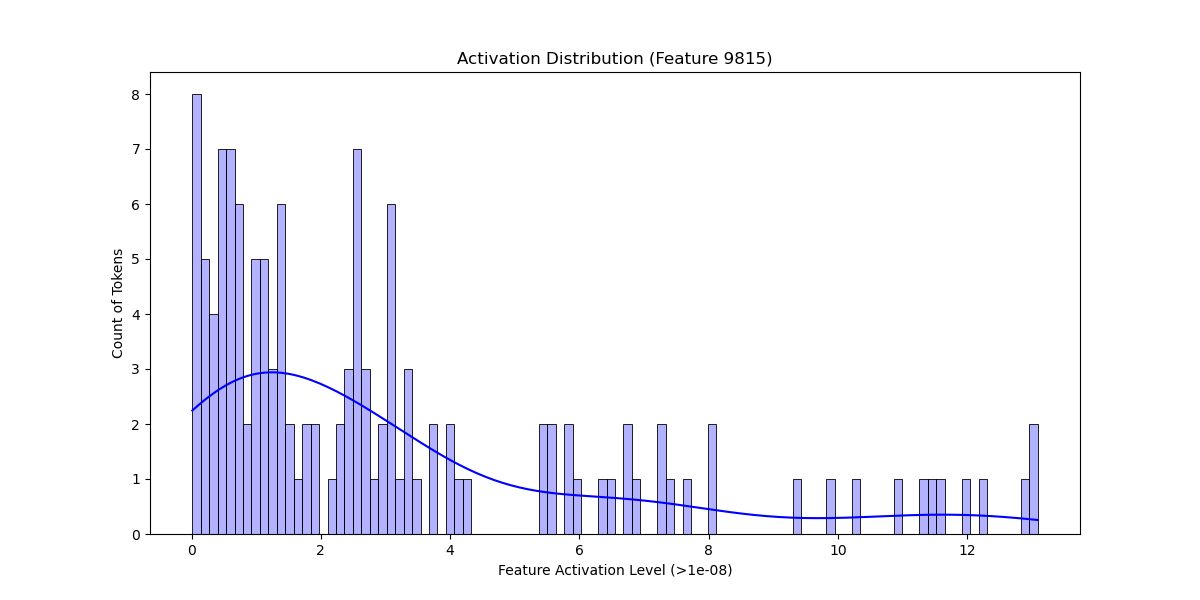 Activation Distribution (Feature 9815)
Count of Tokens
8
7
6
5
4
3
2
1
0
0 2 4 6 8 10 12
Feature Activation Level (>1e-08)